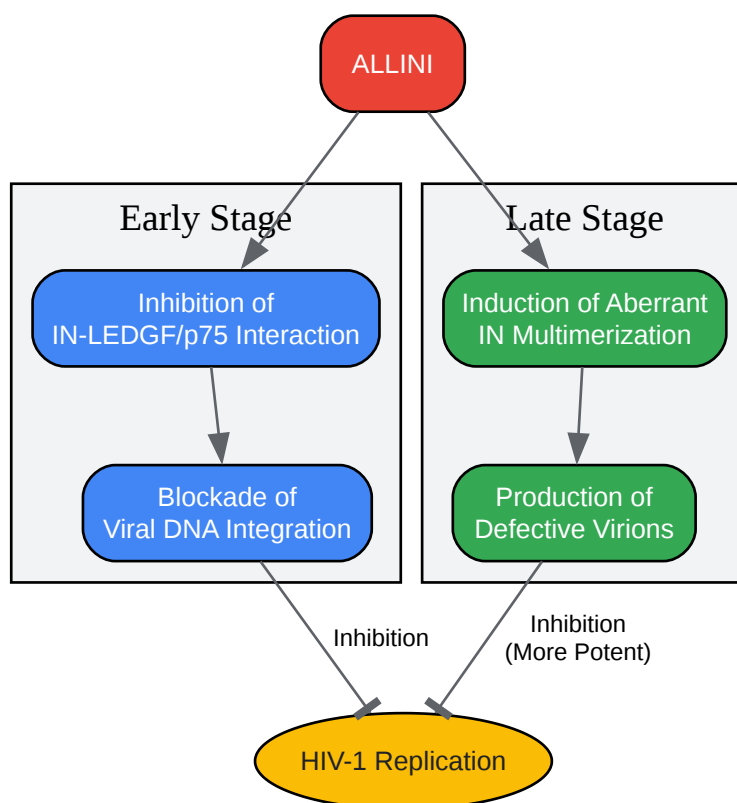 ALLINI
Early Stage
Late Stage
Inhibition of
IN-LEDGF/p75 Interaction
Induction of Aberrant
IN Multimerization
Blockade of
Viral DNA Integration
Production of
Defective Virions
Inhibition
Inhibition
(More Potent)
HIV-1 Replication